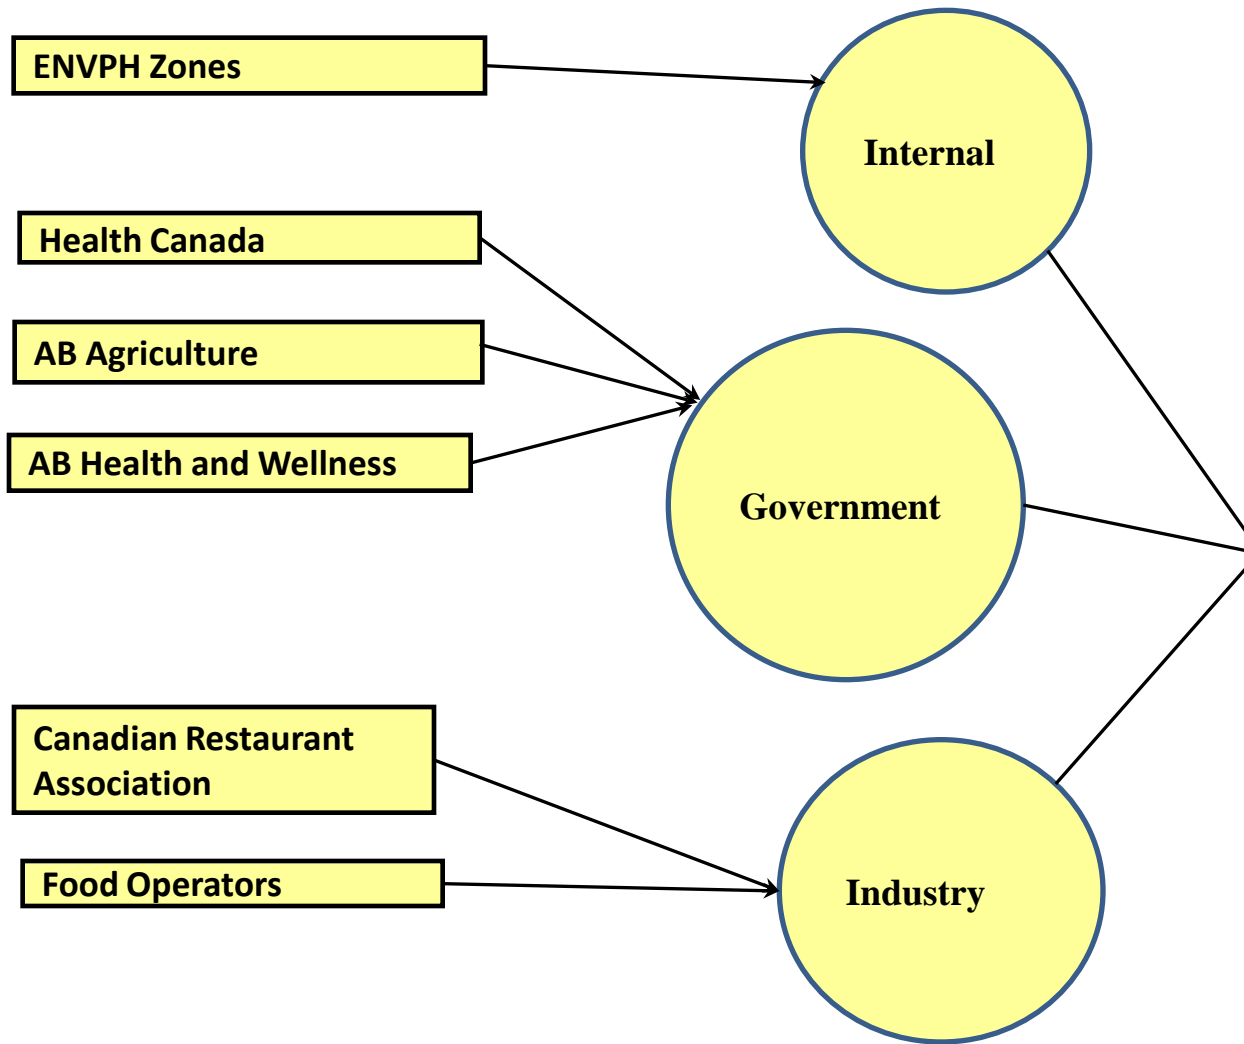 ENVPH Zones
Internal
Health Canada
AB Agriculture
AB Health and Wellness
Government
Canadian Restaurant
Association
Food Operators
Industry